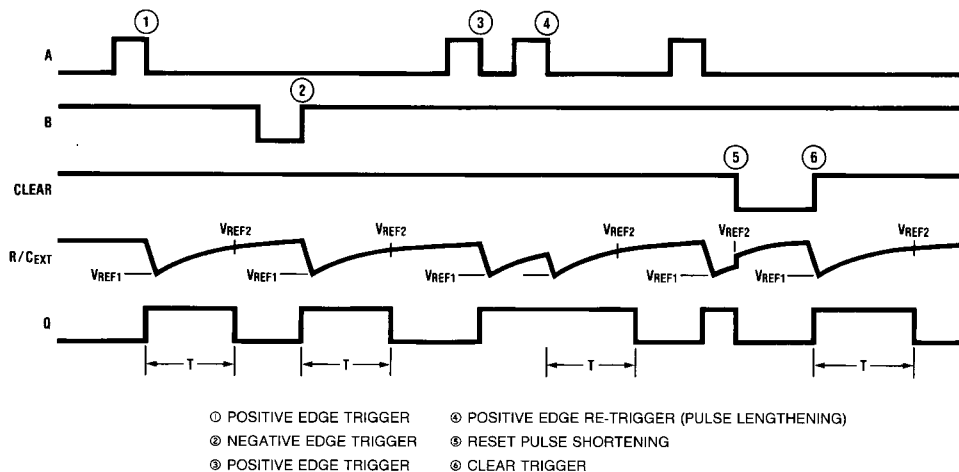 ① ③ ④
A
②
B
⑤ ⑥
CLEAR
VREF2 VREF2 VREF2 VREF2 VREF2
R/CEXT
VREF1 VREF1 VREF1 VREF1 VREF1
Q
T T T T
① POSITIVE EDGE TRIGGER ④ POSITIVE EDGE RE-TRIGGER (PULSE LENGTHENING)
② NEGATIVE EDGE TRIGGER ⑤ RESET PULSE SHORTENING
③ POSITIVE EDGE TRIGGER ⑥ CLEAR TRIGGER